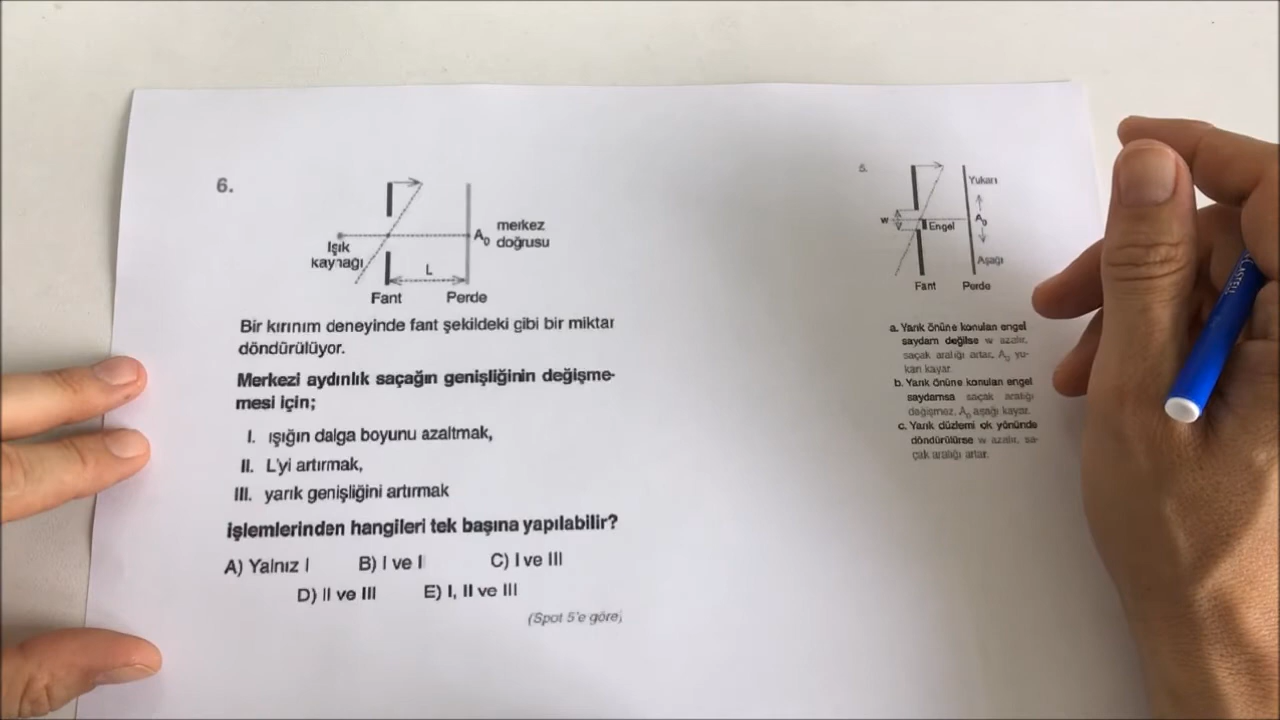 6.
Işık
kaynağı
A₀ merkez
doğrusu
L
Fant Perde
Bir kırınım deneyinde fant şekildeki gibi bir miktar
döndürülüyor.
Merkezi aydınlık saçağın genişliğinin değişme-
mesi için;
I. ışığın dalga boyunu azaltmak,
II. L'yi artırmak,
III. yarık genişliğini artırmak
işlemlerinden hangileri tek başına yapılabilir?
A) Yalnız I B) I ve I C) I ve III
D) II ve III E) I, II ve III
(Spot 5'e göre)
5.
Yukarı
w
Engel
A₀
Aşağı
Fant Perde
a. Yarık önüne konulan engel
saydam değilse w azalır,
saçak aralığı artar, A₀ yu-
karı kayar.
b. Yarık önüne konulan engel
saydamsa saçak aralığı
değişmez, A₀ aşağı kayar.
c. Yarık düzlemi ok yönünde
döndürülürse w azalır, sa-
çak aralığı artar.